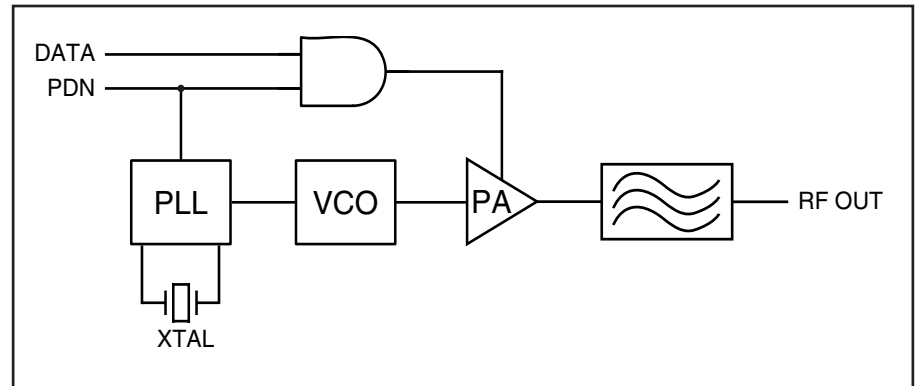 DATA
PDN
PLL
VCO
PA
RF OUT
XTAL